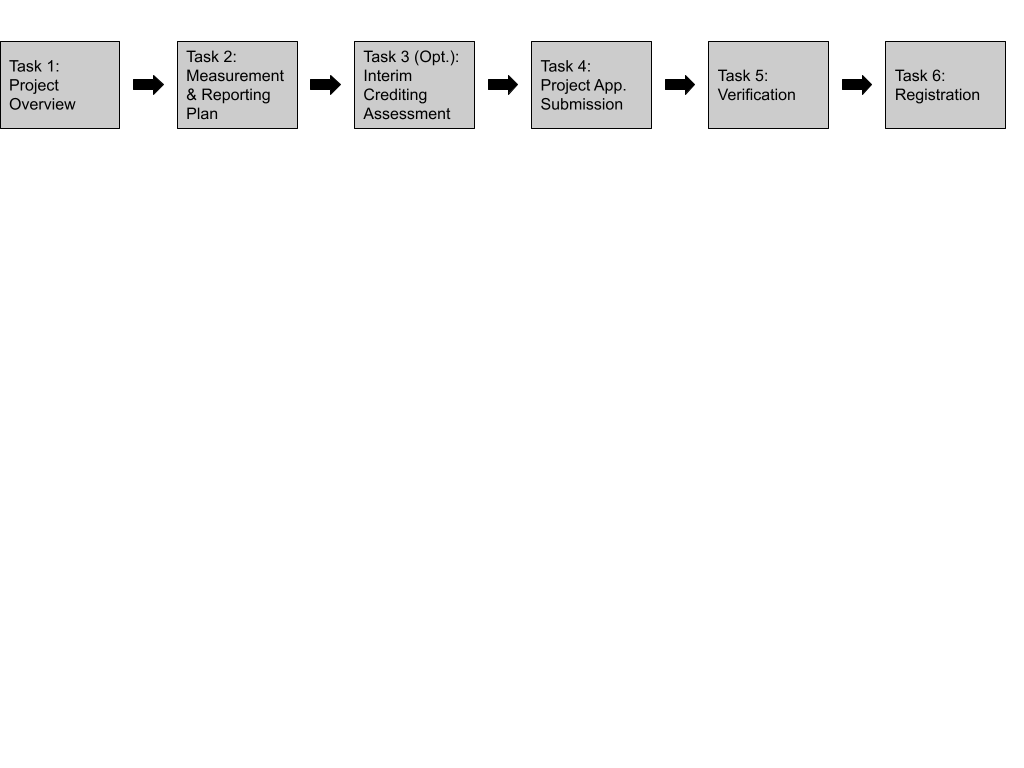 Task 1:
Project
Overview
Task 2:
Measurement
& Reporting
Plan
Task 3 (Opt.):
Interim
Crediting
Assessment
Task 4:
Project App.
Submission
Task 5:
Verification
Task 6:
Registration